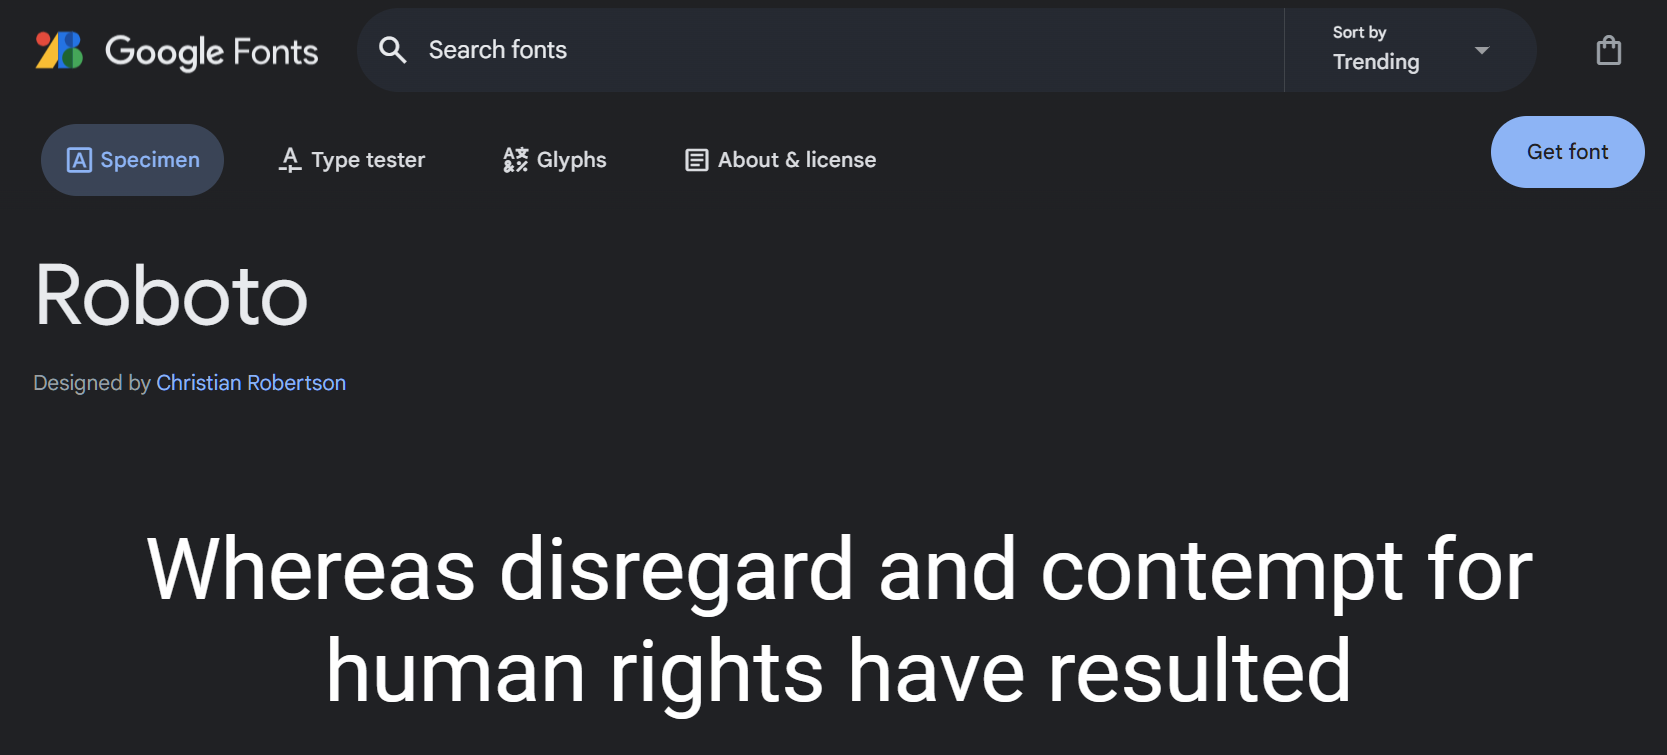 Google Fonts
Search fonts
Sort by
Trending
Specimen
Type tester
Glyphs
About & license
Get font
Roboto
Designed by Christian Robertson
Whereas disregard and contempt for
human rights have resulted